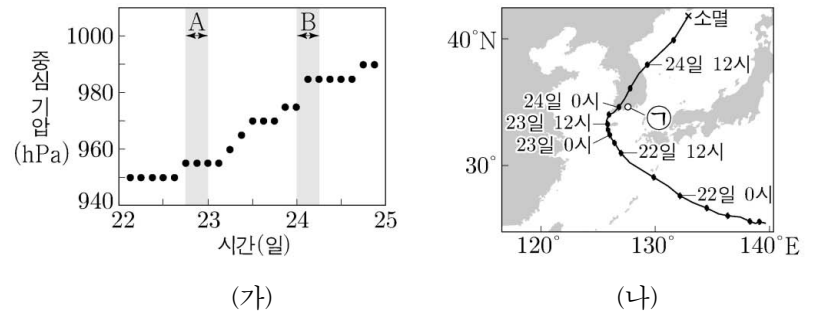 1000
980
960
940
중심 기압
(hPa)
A
B
22
23
24
25
시간(일)
(가)
40°N
30°
120°
130°
140°E
소멸
24일 12시
24일 0시
㉠
23일 12시
23일 0시
22일 12시
22일 0시
(나)